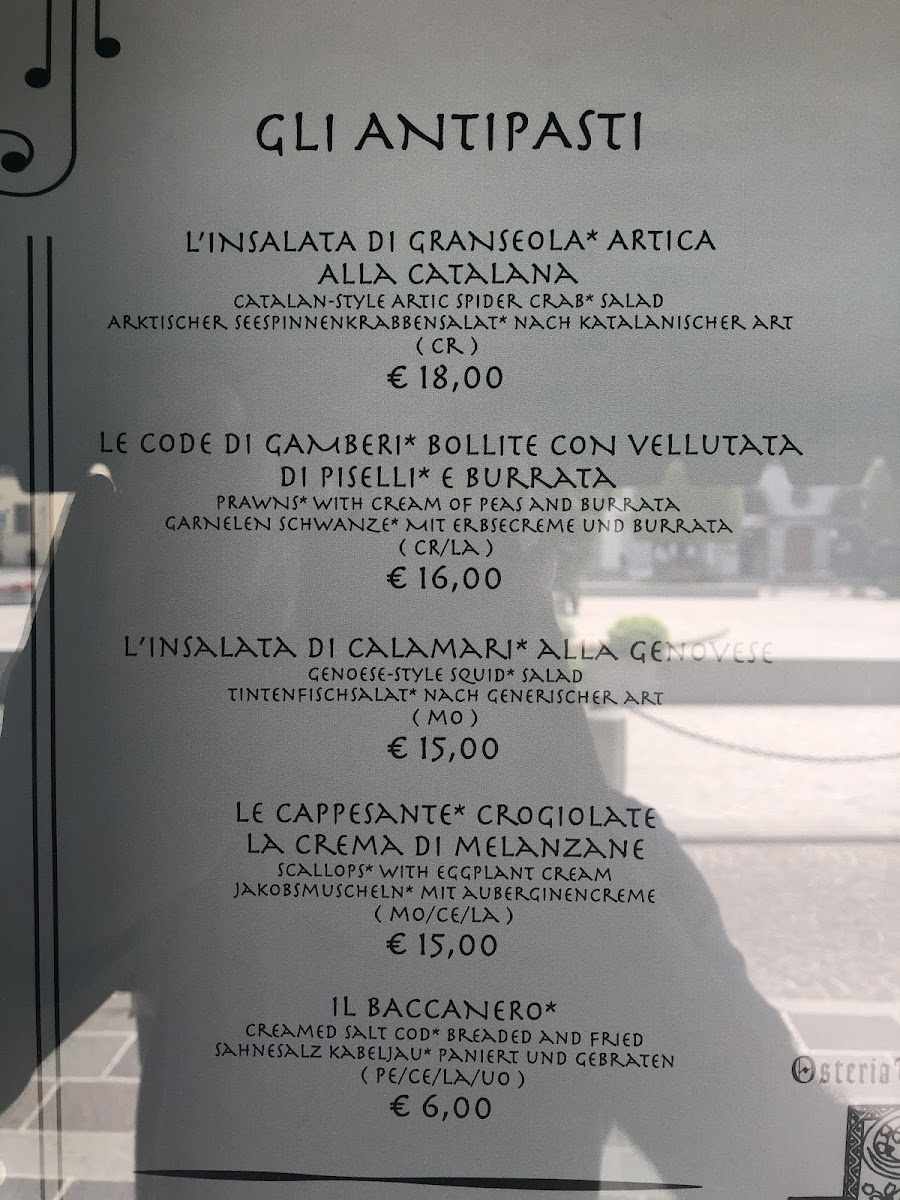 GLI ANTIPASTI
L'INSALATA DI GRANSEOLA* ARTICA
ALLA CATALANA
CATALAN-STYLE ARTIC SPIDER CRAB* SALAD
ARKTISCHER SEESPINNENKRABBENSALAT* NACH KATALANISCHER ART
( CR )
€ 18,00
LE CODE DI GAMBERI* BOLLITE CON VELLUTATA
DI PISELLI* E BURRATA
PRAWNS* WITH CREAM OF PEAS AND BURRATA
GARNELEN SCHWANZE* MIT ERBSECREME UND BURRATA
( CR/LA )
€ 16,00
L'INSALATA DI CALAMARI* ALLA GENOVESE
GENOESE-STYLE SQUID* SALAD
TINTENFISCHSALAT* NACH GENERISCHER ART
( MO )
€ 15,00
LE CAPPESANTE* CROGIOLATE
LA CREMA DI MELANZANE
SCALLOPS* WITH EGGPLANT CREAM
JAKOBSMUSCHELN* MIT AUBERGINENCREME
( MO/CE/LA )
€ 15,00
IL BACCANERO*
CREAMED SALT COD* BREADED AND FRIED
SAHNESALZ KABELJAU* PANIERT UND GEBRATEN
( PE/CE/LA/UO )
€ 6,00
Osteria